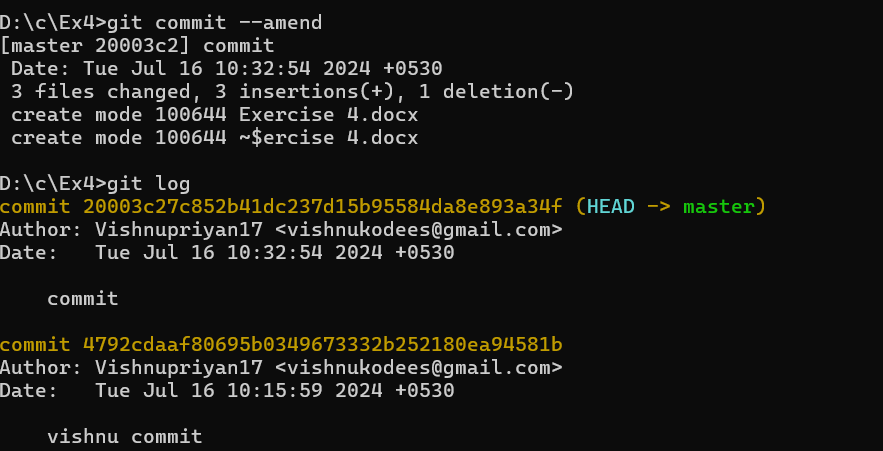 D:\c\Ex4>git commit --amend
[master 20003c2] commit
 Date: Tue Jul 16 10:32:54 2024 +0530
 3 files changed, 3 insertions(+), 1 deletion(-)
 create mode 100644 Exercise 4.docx
 create mode 100644 ~$ercise 4.docx
D:\c\Ex4>git log
commit 20003c27c852b41dc237d15b95584da8e893a34f (HEAD -> master)
Author: Vishnupriyan17 <vishnukodees@gmail.com>
Date:   Tue Jul 16 10:32:54 2024 +0530
    commit
commit 4792cdaaf80695b0349673332b252180ea94581b
Author: Vishnupriyan17 <vishnukodees@gmail.com>
Date:   Tue Jul 16 10:15:59 2024 +0530
    vishnu commit